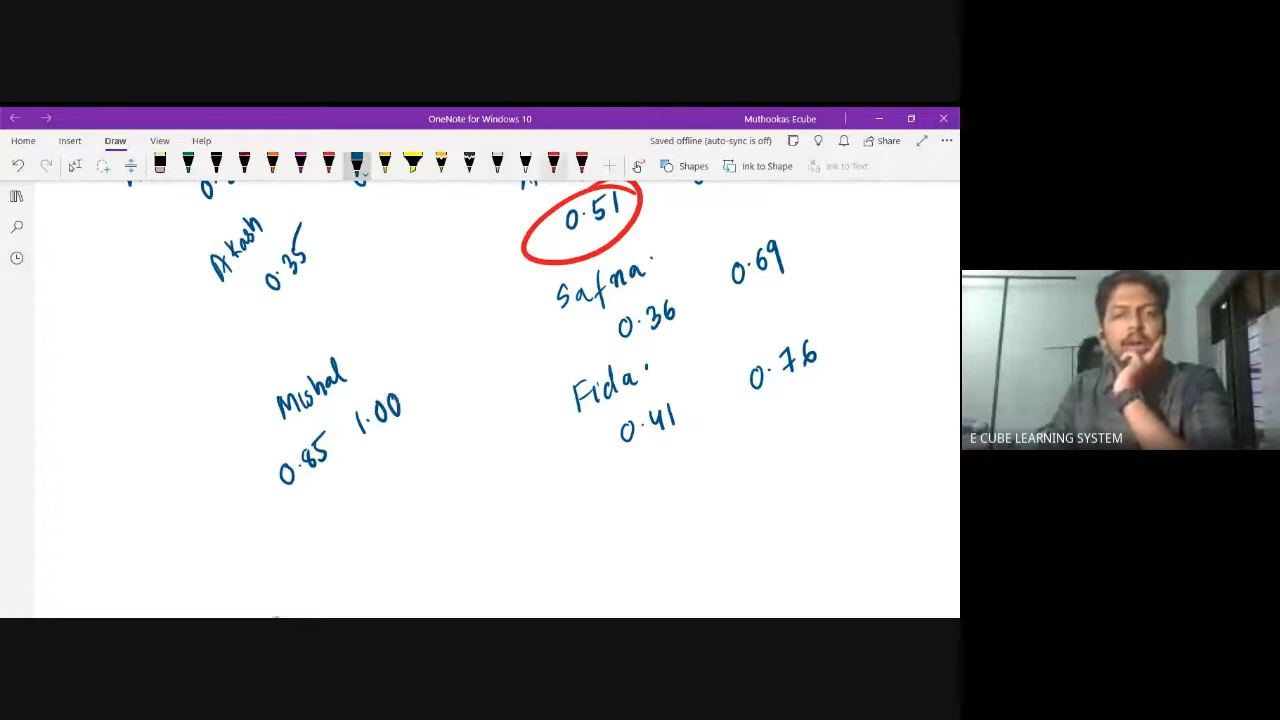 OneNote for Windows 10
Muthookas Ecube
Home Insert Draw View Help
Saved offline (auto-sync is off)
Share
Shapes
Ink to Shape
Ink to Text
0.51
Akash
0.35
Safna.
0.69
0.36
Mishal
1.00
0.85
Fida.
0.76
0.41
E CUBE LEARNING SYSTEM